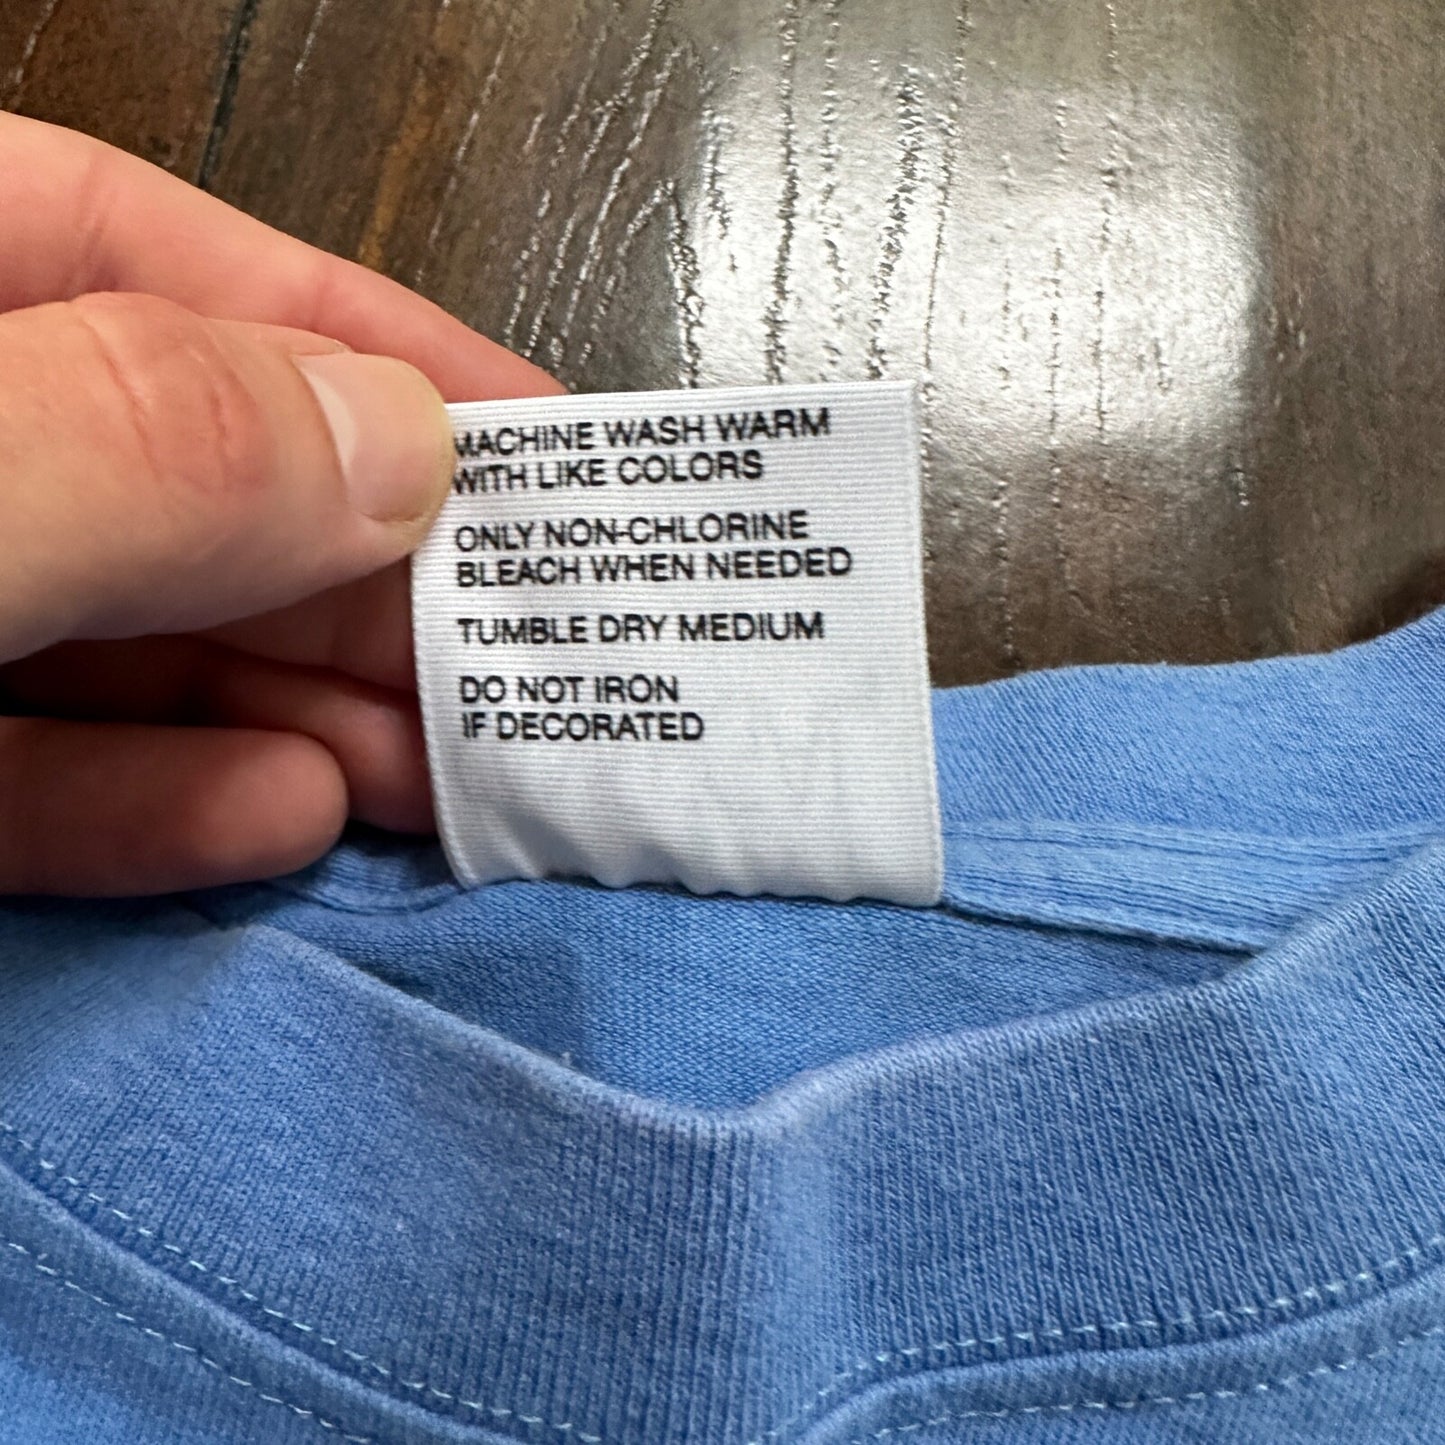 MACHINE WASH WARM
WITH LIKE COLORS
ONLY NON-CHLORINE
BLEACH WHEN NEEDED
TUMBLE DRY MEDIUM
DO NOT IRON
IF DECORATED